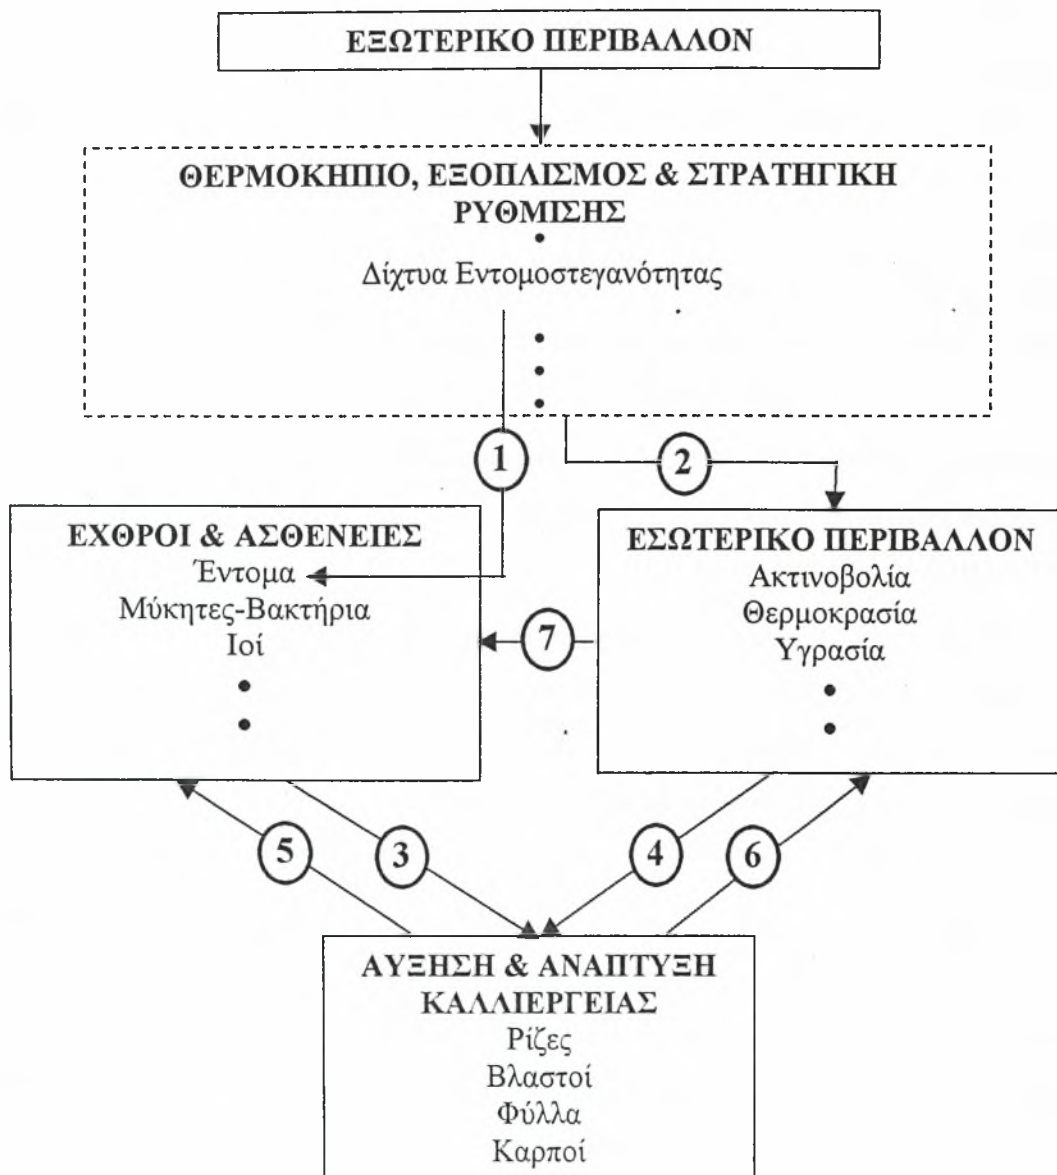 ΕΞΩΤΕΡΙΚΟ ΠΕΡΙΒΑΛΛΟΝ
ΘΕΡΜΟΚΗΠΙΟ, ΕΞΟΠΛΙΣΜΟΣ & ΣΤΡΑΤΗΓΙΚΗ
ΡΥΘΜΙΣΗΣ
Δίχτυα Εντομοστεγανότητας
1
2
ΕΧΘΡΟΙ & ΑΣΘΕΝΕΙΕΣ
Έντομα
Μύκητες-Βακτήρια
Ιοί
7
ΕΣΩΤΕΡΙΚΟ ΠΕΡΙΒΑΛΛΟΝ
Ακτινοβολία
Θερμοκρασία
Υγρασία
5
3
4
6
ΑΥΞΗΣΗ & ΑΝΑΠΤΥΞΗ
ΚΑΛΛΙΕΡΓΕΙΑΣ
Ρίζες
Βλαστοί
Φύλλα
Καρποί